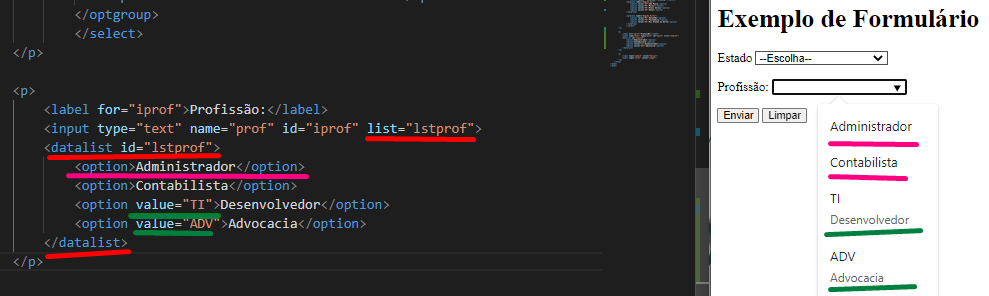 </optgroup>
</select>
</p>
<p>
<label for="iprof">Profissão:</label>
<input type="text" name="prof" id="iprof" list="lstprof">
<datalist id="lstprof">
<option>Administrador</option>
<option>Contabilista</option>
<option value="TI">Desenvolvedor</option>
<option value="ADV">Advocacia</option>
</datalist>
</p>
Exemplo de Formulário
Estado --Escolha--
Profissão:
Enviar Limpar
Administrador
Contabilista
TI
Desenvolvedor
ADV
Advocacia